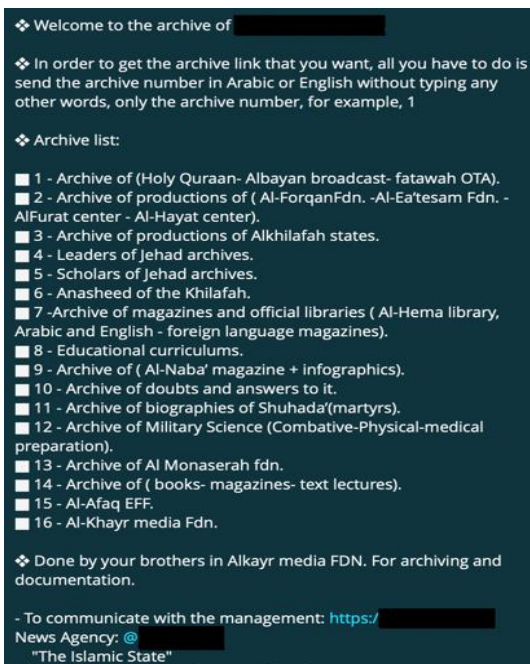 ❖ Welcome to the archive of
❖ In order to get the archive link that you want, all you have to do is
send the archive number in Arabic or English without typing any
other words, only the archive number, for example, 1
❖ Archive list:
1 - Archive of (Holy Quraan- Albayan broadcast- fatawah OTA).
2 - Archive of productions of ( Al-ForqanFdn. -Al-Ea'tesam Fdn. -
AlFurat center - Al-Hayat center).
3 - Archive of productions of Alkhilafah states.
4 - Leaders of Jehad archives.
5 - Scholars of Jehad archives.
6 - Anasheed of the Khilafah.
7 -Archive of magazines and official libraries ( Al-Hema library,
Arabic and English - foreign language magazines).
8 - Educational curriculums.
9 - Archive of ( Al-Naba' magazine + infographics).
10 - Archive of doubts and answers to it.
11 - Archive of biographies of Shuhada'(martyrs).
12 - Archive of Military Science (Combative-Physical-medical
preparation).
13 - Archive of Al Monaserah fdn.
14 - Archive of ( books- magazines- text lectures).
15 - Al-Afaq EFF.
16 - Al-Khayr media Fdn.
❖ Done by your brothers in Alkayr media FDN. For archiving and
documentation.
- To communicate with the management: https:/
News Agency: @
"The Islamic State"